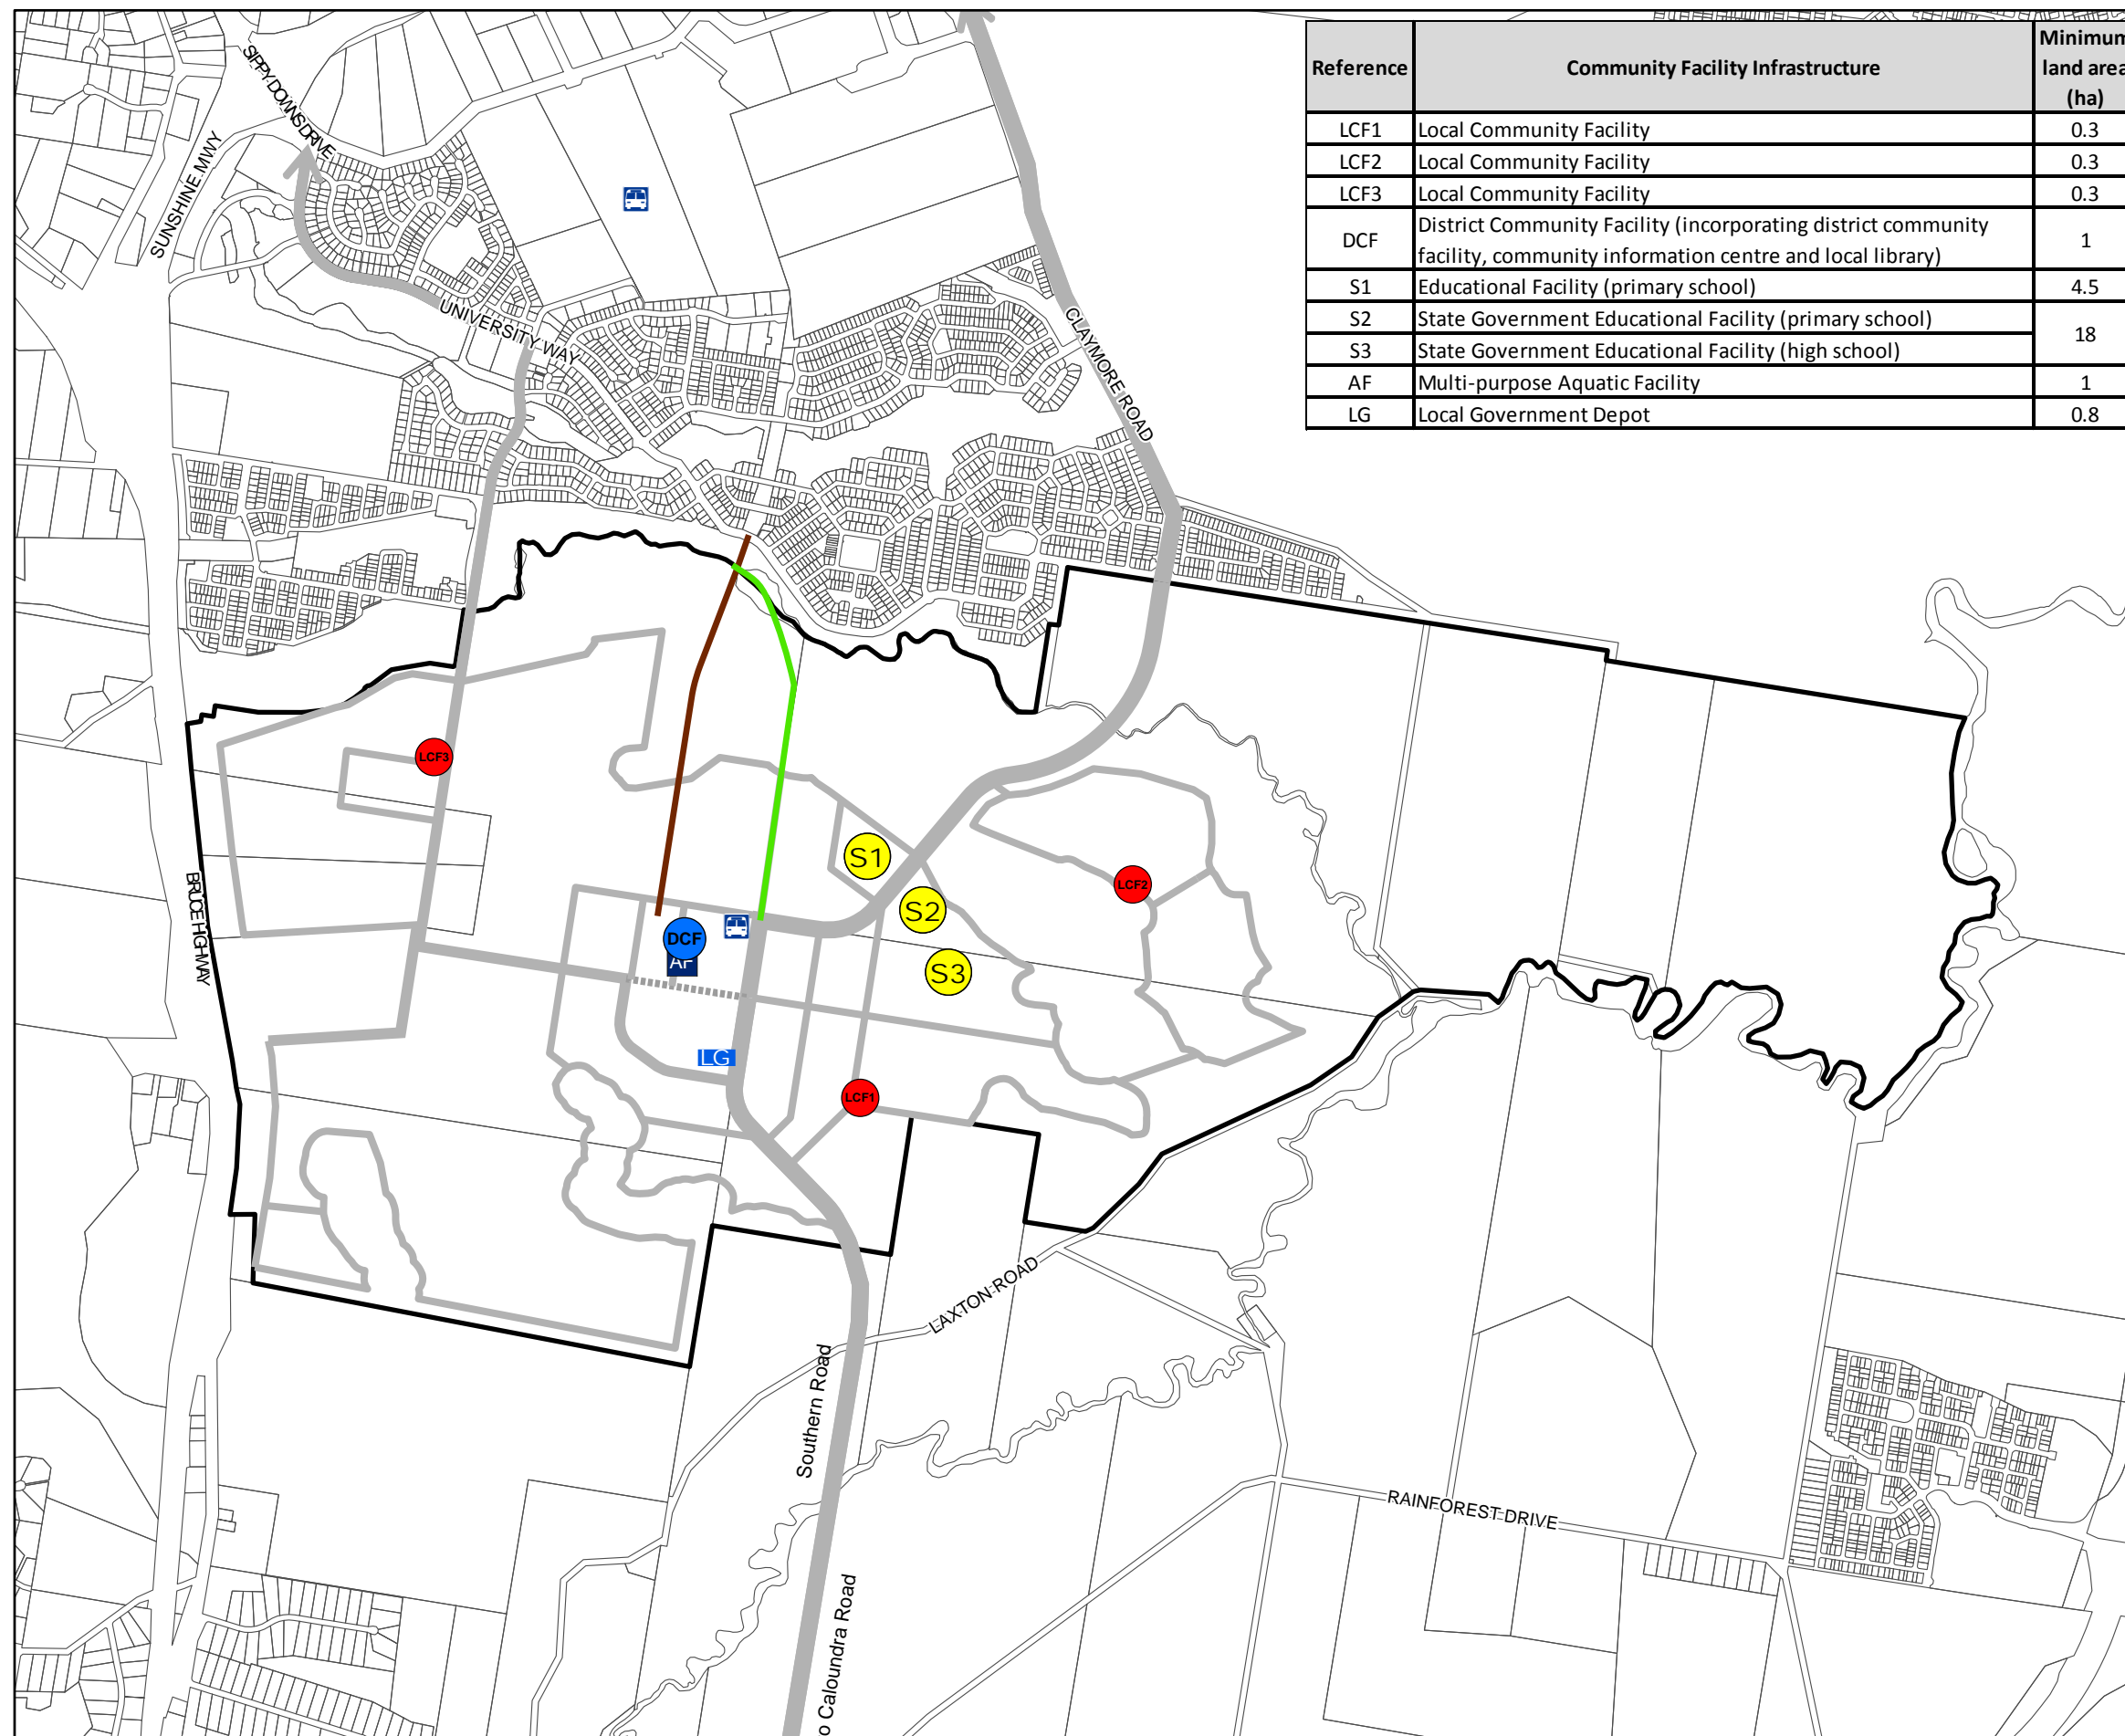 Reference Community Facility Infrastructure Minimum land area (ha)
LCF1 Local Community Facility 0.3
LCF2 Local Community Facility 0.3
LCF3 Local Community Facility 0.3
DCF District Community Facility (incorporating district community
facility, community information centre and local library) 1
S1 Educational Facility (primary school) 4.5
S2 State Government Educational Facility (primary school) 18
S3 State Government Educational Facility (high school)
AF Multi-purpose Aquatic Facility 1
LG Local Government Depot 0.8
SIPPY DOWNS DRIVE
SUNSHINE MWY
UNIVERSITY WAY
CLAYMORE ROAD
LCF3
S1
LCF2
S2
BRUCE HIGHWAY
DCF
AF
S3
LG
LCF1
LAXTON ROAD
Southern Road
RAINFOREST DRIVE
o Caloundra Road